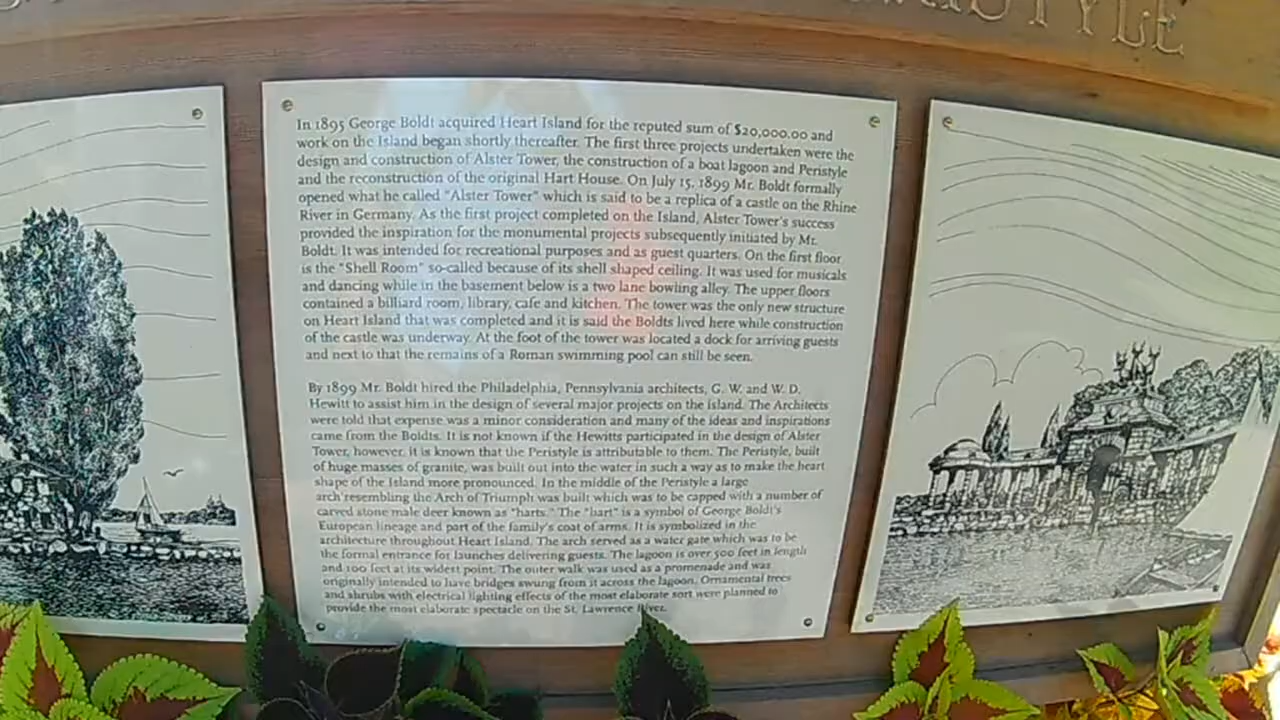 PERISTYLE
In 1895 George Boldt acquired Heart Island for the reputed sum of $20,000.00 and
work on the Island began shortly thereafter. The first three projects undertaken were the
design and construction of Alster Tower, the construction of a boat lagoon and Peristyle
and the reconstruction of the original Hart House. On July 15, 1899 Mr. Boldt formally
opened what he called "Alster Tower" which is said to be a replica of a castle on the Rhine
River in Germany. As the first project completed on the Island, Alster Tower's success
provided the inspiration for the monumental projects subsequently initiated by Mr.
Boldt. It was intended for recreational purposes and as guest quarters. On the first floor
is the "Shell Room" so-called because of its shell shaped ceiling. It was used for musicals
and dancing while in the basement below is a two lane bowling alley. The upper floors
contained a billiard room, library, cafe and kitchen. The tower was the only new structure
on Heart Island that was completed and it is said the Boldts lived here while construction
of the castle was underway. At the foot of the tower was located a dock for arriving guests
and next to that the remains of a Roman swimming pool can still be seen.
By 1899 Mr. Boldt hired the Philadelphia, Pennsylvania architects, G. W. and W. D.
Hewitt to assist him in the design of several major projects on the island. The Architects
were told that expense was a minor consideration and many of the ideas and inspirations
came from the Boldts. It is not known if the Hewitts participated in the design of Alster
Tower, however, it is known that the Peristyle is attributable to them. The Peristyle, built
of huge masses of granite, was built out into the water in such a way as to make the heart
shape of the Island more pronounced. In the middle of the Peristyle a large
arch resembling the Arch of Triumph was built which was to be capped with a number of
carved stone male deer known as "harts." The "hart" is a symbol of George Boldt's
European lineage and part of the family's coat of arms. It is symbolized in the
architecture throughout Heart Island. The arch served as a water gate which was to be
the formal entrance for launches delivering guests. The lagoon is over 500 feet in length
and 100 feet at its widest point. The outer walk was used as a promenade and was
originally intended to have bridges swung from it across the lagoon. Ornamental trees
and shrubs with electrical lighting effects of the most elaborate sort were planned to
provide the most elaborate spectacle on the St. Lawrence River.